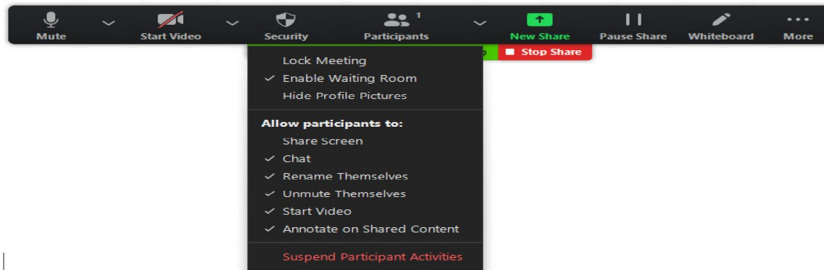 Mute
Start Video
Security
Participants
1
New Share
Pause Share
Whiteboard
More
Stop Share
Lock Meeting
Enable Waiting Room
Hide Profile Pictures
Allow participants to:
Share Screen
Chat
Rename Themselves
Unmute Themselves
Start Video
Annotate on Shared Content
Suspend Participant Activities